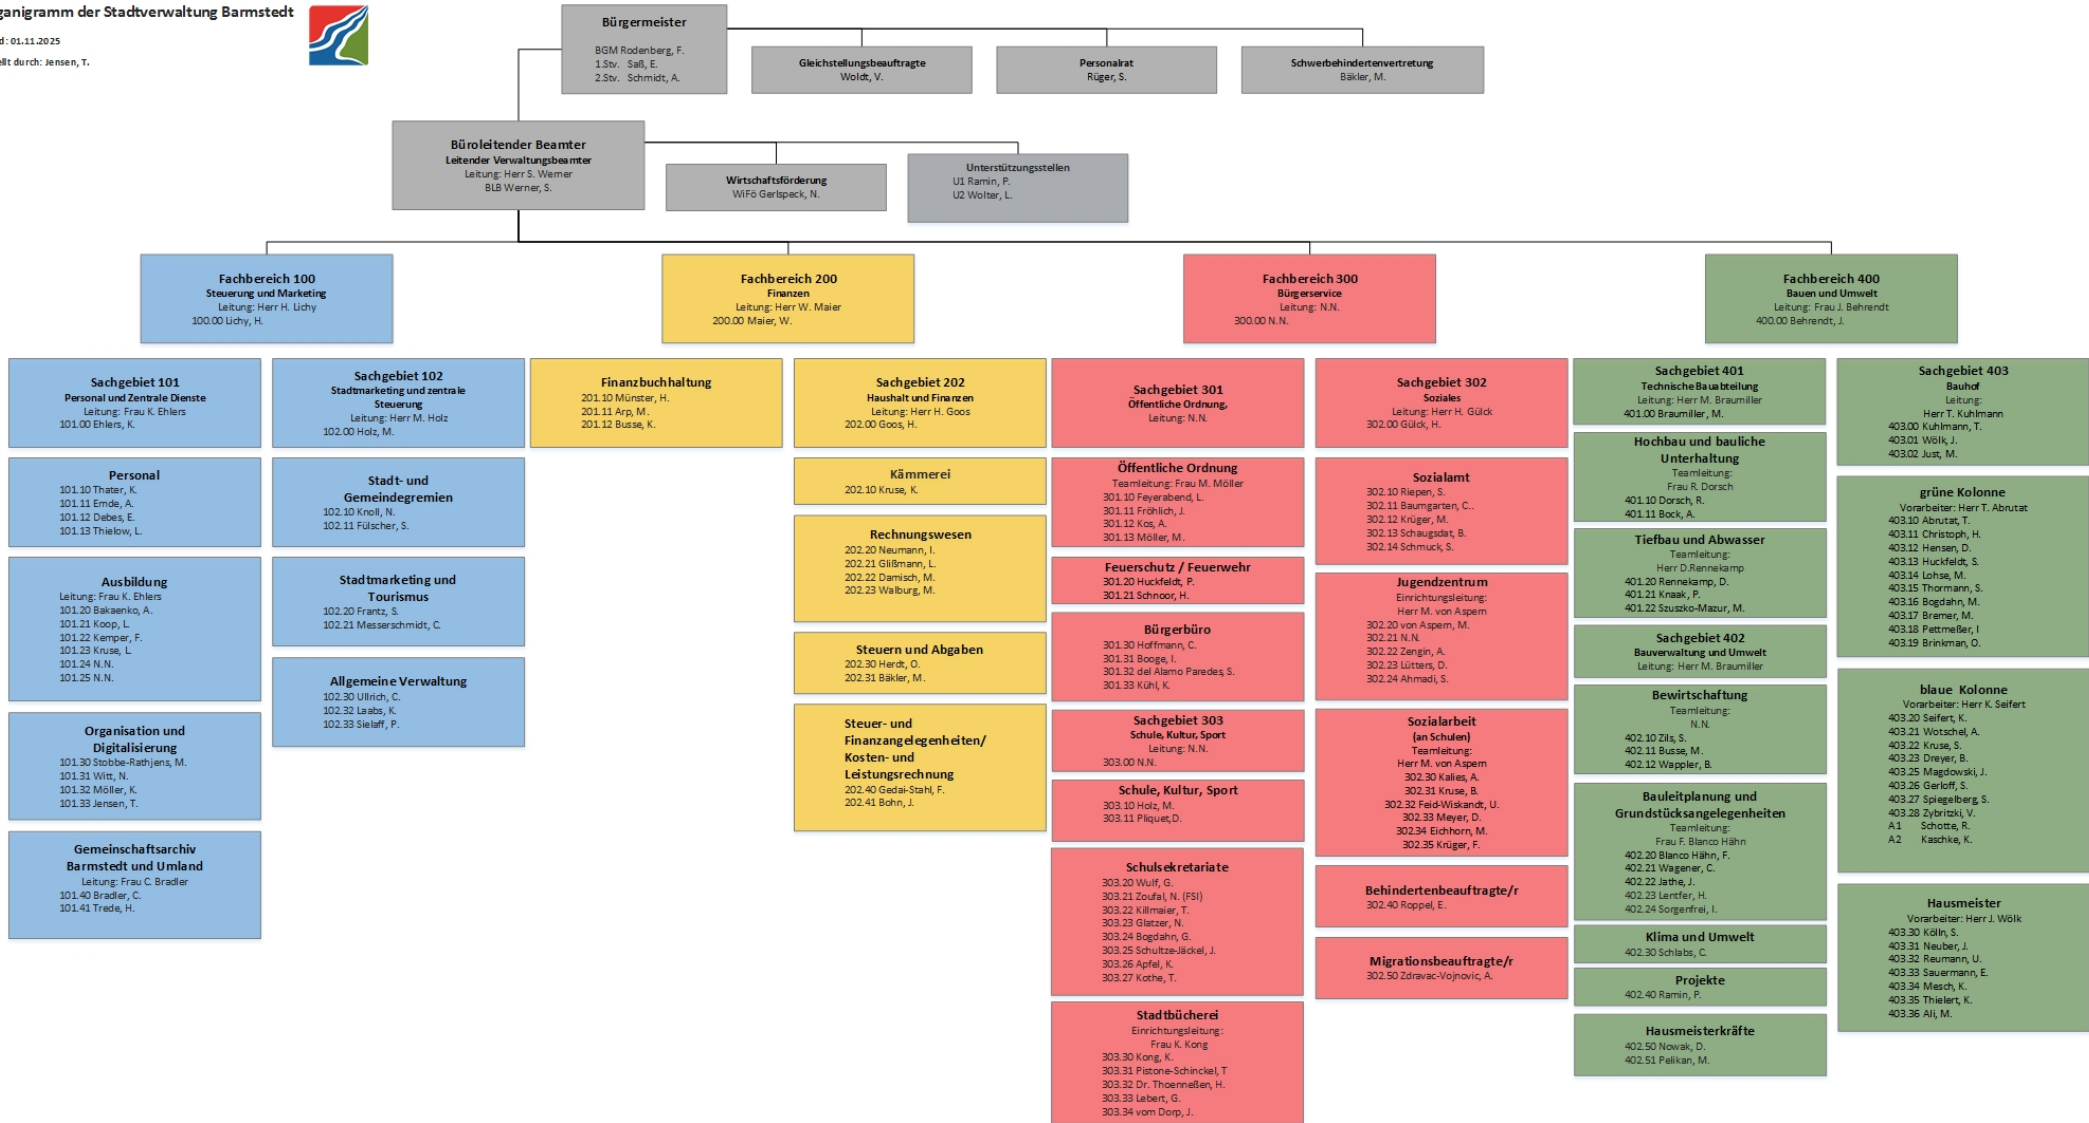 ganigramm der Stadtverwaltung Barmstedt
d: 01.11.2025
ellt durch: Jensen, T.
Bürgermeister
BGM Rodenberg, F.
1.Stv. Saß, E.
2.Stv. Schmidt, A.
Gleichstellungsbeauftragte
Woldt, V.
Personalrat
Rüger, S.
Schwerbehindertenvertretung
Bäkler, M.
Büroleitender Beamter
Leitender Verwaltungsbeamter
Leitung: Herr S. Werner
BLB Werner, S.
Wirtschaftsförderung
WiFö Gerlspeck, N.
Unterstützungsstellen
U1 Ramin, P.
U2 Wolter, L.
Fachbereich 100
Steuerung und Marketing
Leitung: Herr H. Lichy
100.00 Lichy, H.
Fachbereich 200
Finanzen
Leitung: Herr W. Maier
200.00 Maier, W.
Fachbereich 300
Bürgerservice
Leitung: N.N.
300.00 N.N.
Fachbereich 400
Bauen und Umwelt
Leitung: Frau J. Behrendt
400.00 Behrendt, J.
Sachgebiet 101
Personal und Zentrale Dienste
Leitung: Frau K. Ehlers
101.00 Ehlers, K.
Personal
101.10 Thater, K.
101.11 Emde, A.
101.12 Debes, E.
101.13 Thielow, L.
Ausbildung
Leitung: Frau K. Ehlers
101.20 Bakaenko, A.
101.21 Koop, L.
101.22 Kemper, F.
101.23 Kruse, L.
101.24 N.N.
101.25 N.N.
Organisation und
Digitalisierung
101.30 Stobbe-Rathjens, M.
101.31 Witt, N.
101.32 Möller, K.
101.33 Jensen, T.
Gemeinschaftsarchiv
Barmstedt und Umland
Leitung: Frau C. Bradler
101.40 Bradler, C.
101.41 Trede, H.
Sachgebiet 102
Stadtmarketing und zentrale
Steuerung
Leitung: Herr M. Holz
102.00 Holz, M.
Stadt- und
Gemeindegremien
102.10 Knoll, N.
102.11 Fülscher, S.
Stadtmarketing und
Tourismus
102.20 Frantz, S.
102.21 Messerschmidt, C.
Allgemeine Verwaltung
102.30 Ullrich, C.
102.32 Laabs, K.
102.33 Sielaff, P.
Finanzbuchhaltung
201.10 Münster, H.
201.11 Arp, M.
201.12 Busse, K.
Sachgebiet 202
Haushalt und Finanzen
Leitung: Herr H. Goos
202.00 Goos, H.
Kämmerei
202.10 Kruse, K.
Rechnungswesen
202.20 Neumann, I.
202.21 Glißmann, L.
202.22 Damisch, M.
202.23 Walburg, M.
Steuern und Abgaben
202.30 Herdt, O.
202.31 Bäkler, M.
Steuer- und
Finanzangelegenheiten/
Kosten- und
Leistungsrechnung
202.40 Gedai-Stahl, F.
202.41 Bohn, J.
Sachgebiet 301
Öffentliche Ordnung,
Leitung: N.N.
Öffentliche Ordnung
Teamleitung: Frau M. Möller
301.10 Feyerabend, L.
301.11 Fröhlich, J.
301.12 Kos, A.
301.13 Möller, M.
Feuerschutz / Feuerwehr
301.20 Huckfeldt, P.
301.21 Schnoor, H.
Bürgerbüro
301.30 Hoffmann, C.
301.31 Booge, I.
301.32 del Alamo Paredes, S.
301.33 Kühl, K.
Sachgebiet 303
Schule, Kultur, Sport
Leitung: N.N.
303.00 N.N.
Schule, Kultur, Sport
303.10 Holz, M.
303.11 Pliquet,D.
Schulsekretariate
303.20 Wulf, G.
303.21 Zoufal, N. (FSI)
303.22 Killmaier, T.
303.23 Glatzer, N.
303.24 Bogdahn, G.
303.25 Schultze-Jäckel, J.
303.26 Apfel, K.
303.27 Kothe, T.
Stadtbücherei
Einrichtungsleitung:
Frau K. Kong
303.30 Kong, K.
303.31 Pistone-Schinckel, T
303.32 Dr. Thoenneßen, H.
303.33 Lebert, G.
303.34 vom Dorp, J.
Sachgebiet 302
Soziales
Leitung: Herr H. Gülck
302.00 Gülck, H.
Sozialamt
302.10 Riepen, S.
302.11 Baumgarten, C..
302.12 Krüger, M.
302.13 Schaugsdat, B.
302.14 Schmuck, S.
Jugendzentrum
Einrichtungsleitung:
Herr M. von Aspern
302.20 von Aspern, M.
302.21 N.N.
302.22 Zengin, A.
302.23 Lütters, D.
302.24 Ahmadi, S.
Sozialarbeit
(an Schulen)
Teamleitung:
Herr M. von Aspern
302.30 Kalies, A.
302.31 Kruse, B.
302.32 Feid-Wiskandt, U.
302.33 Meyer, D.
302.34 Eichhorn, M.
302.35 Krüger, F.
Behindertenbeauftragte/r
302.40 Roppel, E.
Migrationsbeauftragte/r
302.50 Zdravac-Vojnovic, A.
Sachgebiet 401
Technische Bauabteilung
Leitung: Herr M. Braumiller
401.00 Braumiller, M.
Hochbau und bauliche
Unterhaltung
Teamleitung:
Frau R. Dorsch
401.10 Dorsch, R.
401.11 Bock, A.
Tiefbau und Abwasser
Teamleitung:
Herr D.Rennekamp
401.20 Rennekamp, D.
401.21 Knaak, P.
401.22 Szuszko-Mazur, M.
Sachgebiet 402
Bauverwaltung und Umwelt
Leitung: Herr M. Braumiller
Bewirtschaftung
Teamleitung:
N.N.
402.10 Zils, S.
402.11 Busse, M.
402.12 Wappler, B.
Bauleitplanung und
Grundstücksangelegenheiten
Teamleitung:
Frau F. Blanco Hähn
402.20 Blanco Hähn, F.
402.21 Wagener, C.
402.22 Jathe, J.
402.23 Lentfer, H.
402.24 Sorgenfrei, I.
Klima und Umwelt
402.30 Schlabs, C.
Projekte
402.40 Ramin, P.
Hausmeisterkräfte
402.50 Nowak, D.
402.51 Pelikan, M.
Sachgebiet 403
Bauhof
Leitung:
Herr T. Kuhlmann
403.00 Kuhlmann, T.
403.01 Wölk, J.
403.02 Just, M.
grüne Kolonne
Vorarbeiter: Herr T. Abrutat
403.10 Abrutat, T.
403.11 Christoph, H.
403.12 Hensen, D.
403.13 Huckfeldt, S.
403.14 Lohse, M.
403.15 Thormann, S.
403.16 Bogdahn, M.
403.17 Bremer, M.
403.18 Pettmeßer, I
403.19 Brinkman, O.
blaue Kolonne
Vorarbeiter: Herr K. Seifert
403.20 Seifert, K.
403.21 Wotschel, A.
403.22 Kruse, S.
403.23 Dreyer, B.
403.25 Magdowski, J.
403.26 Gerloff, S.
403.27 Spiegelberg, S.
403.28 Zybritzki, V.
A1 Schotte, R.
A2 Kaschke, K.
Hausmeister
Vorarbeiter: Herr J. Wölk
403.30 Kölln, S.
403.31 Neuber, J.
403.32 Reumann, U.
403.33 Sauermann, E.
403.34 Mesch, K.
403.35 Thielert, K.
403.36 Ali, M.